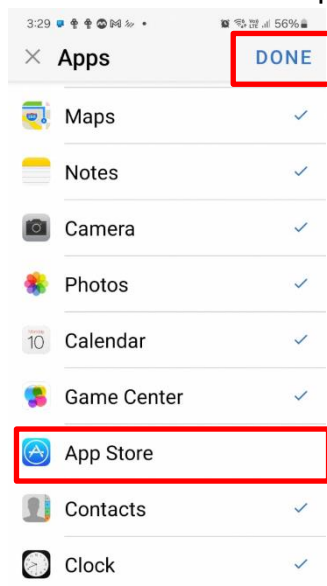 3:29 56%
× Apps DONE
Maps
Notes
Camera
Photos
10 Calendar
Game Center
App Store
Contacts
Clock